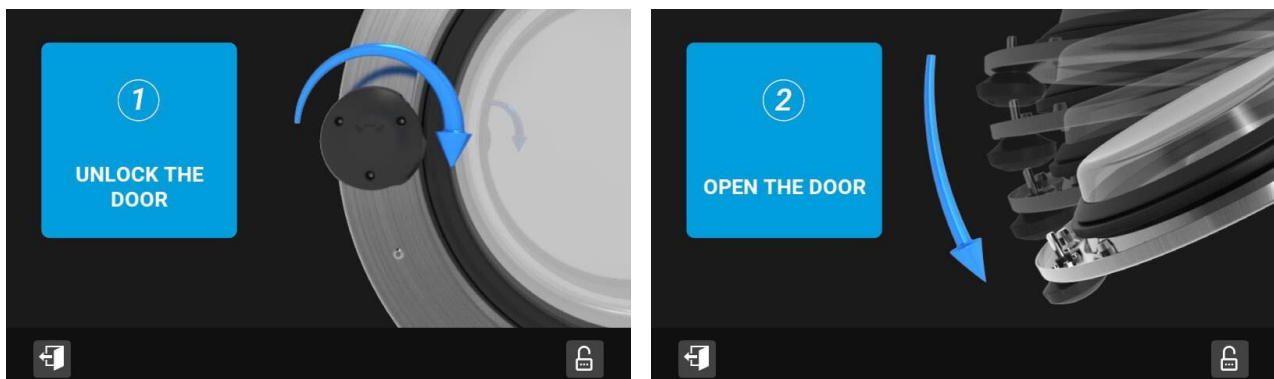 1
UNLOCK THE
DOOR
2
OPEN THE DOOR